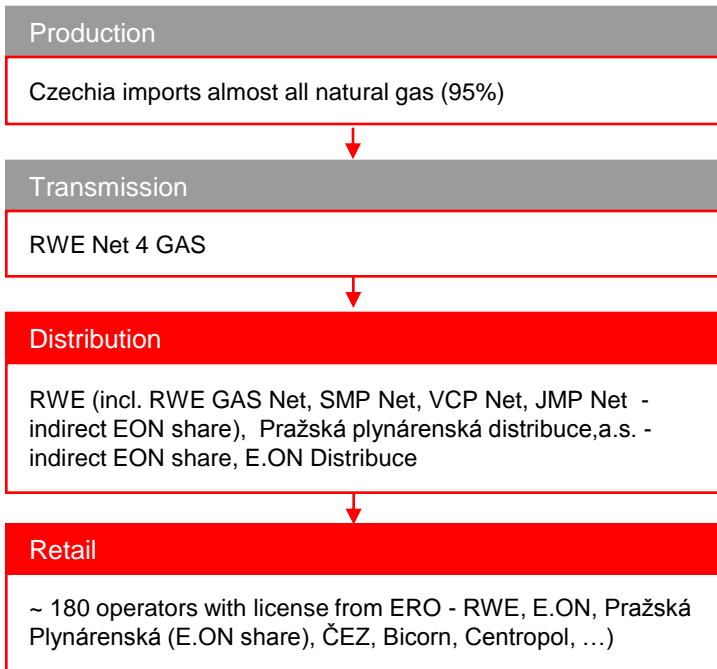 Production
Czechia imports almost all natural gas (95%)
Transmission
RWE Net 4 GAS
Distribution
RWE (incl. RWE GAS Net, SMP Net, VCP Net, JMP Net -
indirect EON share), Pražská plynárenská distribuce,a.s. -
indirect EON share, E.ON Distribuce
Retail
~ 180 operators with license from ERO - RWE, E.ON, Pražská
Plynárenská (E.ON share), ČEZ, Bicorn, Centropol, …)